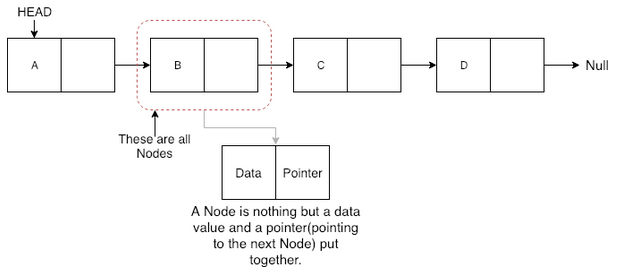 HEAD
A
B
C
D
Null
These are all
Nodes
Data
Pointer
A Node is nothing but a data
value and a pointer(pointing
to the next Node) put
together.